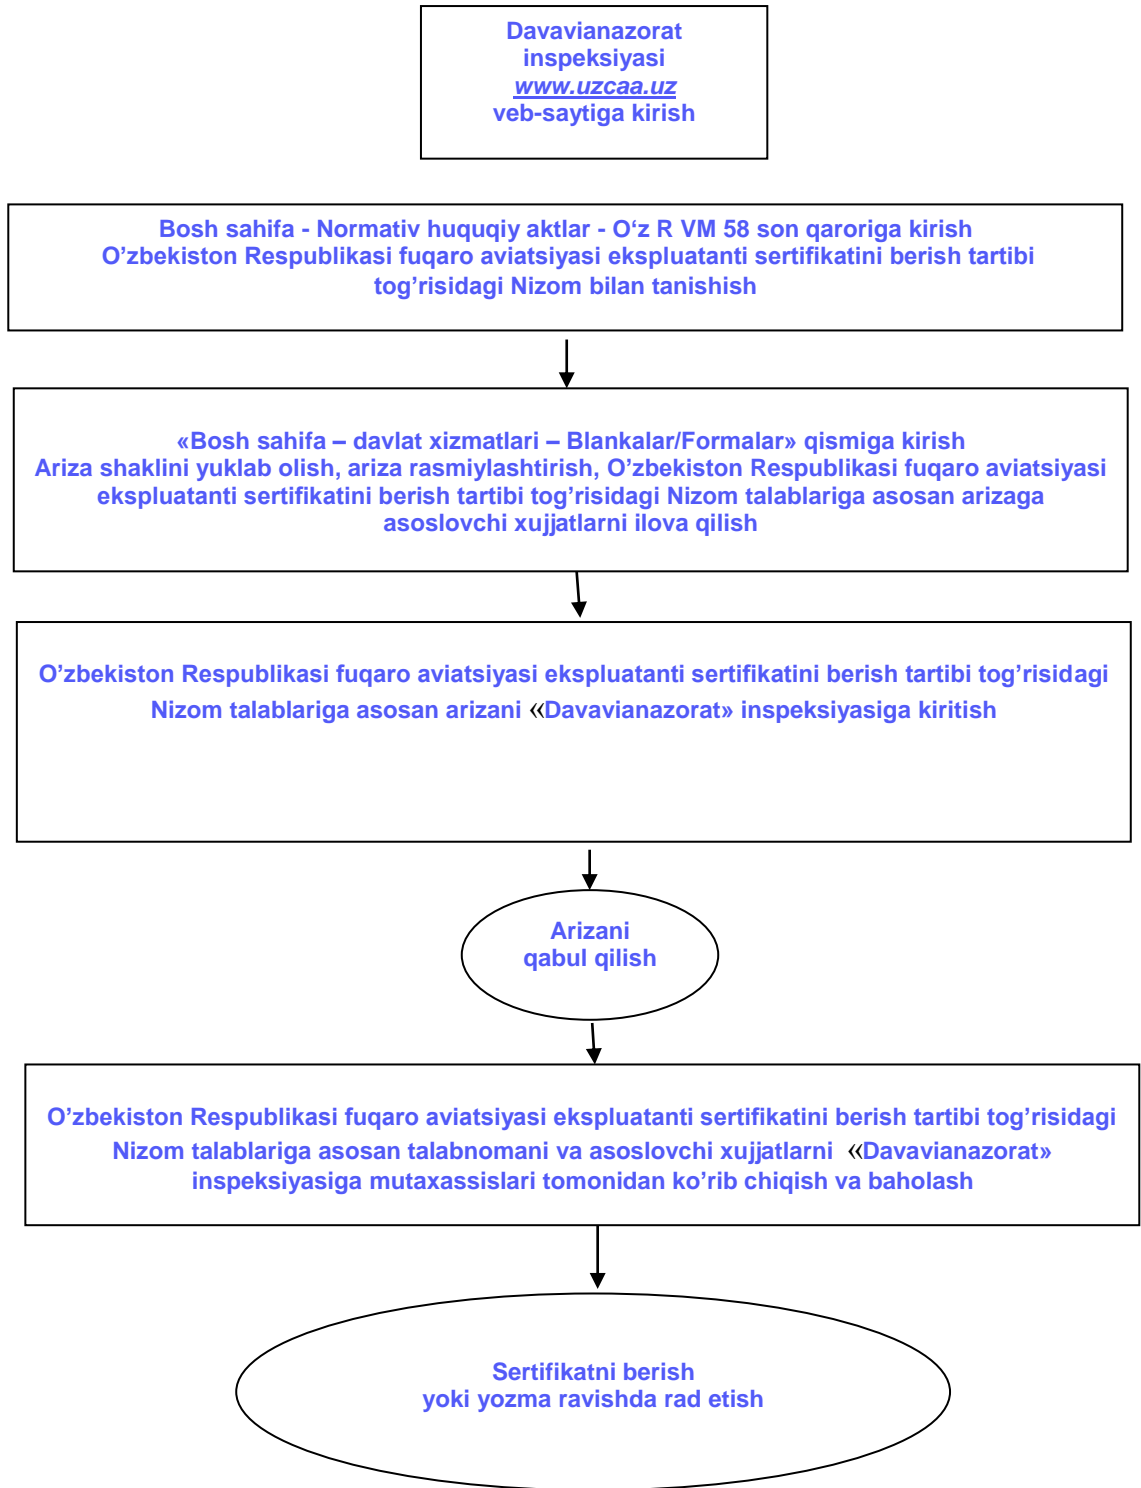 Davavianazorat
inspeksiyasi
www.uzcaa.uz
veb-saytiga kirish
Bosh sahifa - Normativ huquqiy aktlar - O‘z R VM 58 son qaroriga kirish
O’zbekiston Respublikasi fuqaro aviatsiyasi ekspluatanti sertifikatini berish tartibi
tog’risidagi Nizom bilan tanishish
«Bosh sahifa – davlat xizmatlari – Blankalar/Formalar» qismiga kirish
Ariza shaklini yuklab olish, ariza rasmiylashtirish, O’zbekiston Respublikasi fuqaro aviatsiyasi
ekspluatanti sertifikatini berish tartibi tog’risidagi Nizom talablariga asosan arizaga
asoslovchi xujjatlarni ilova qilish
O’zbekiston Respublikasi fuqaro aviatsiyasi ekspluatanti sertifikatini berish tartibi tog’risidagi
Nizom talablariga asosan arizani «Davavianazorat» inspeksiyasiga kiritish
Arizani
qabul qilish
O’zbekiston Respublikasi fuqaro aviatsiyasi ekspluatanti sertifikatini berish tartibi tog’risidagi
Nizom talablariga asosan talabnomani va asoslovchi xujjatlarni «Davavianazorat»
inspeksiyasiga mutaxassislari tomonidan ko’rib chiqish va baholash
Sertifikatni berish
yoki yozma ravishda rad etish